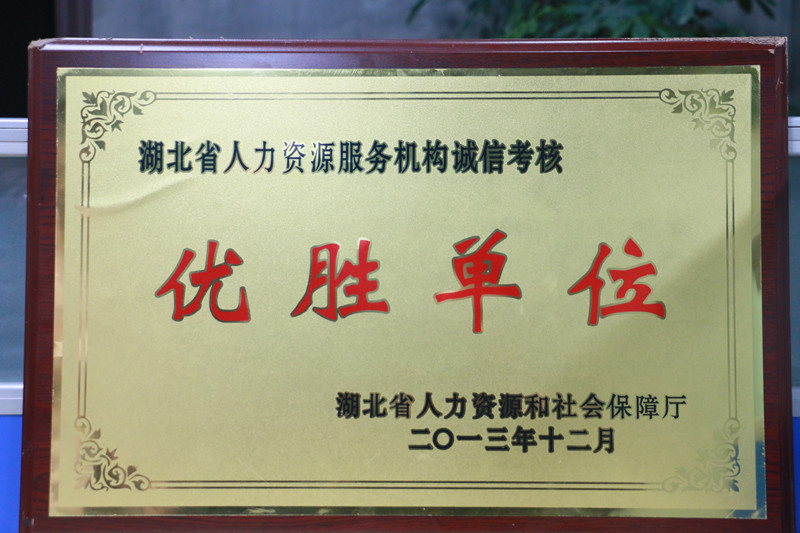 湖北省人力资源服务机构诚信考核
优胜单位
湖北省人力资源和社会保障厅
二〇一三年十二月